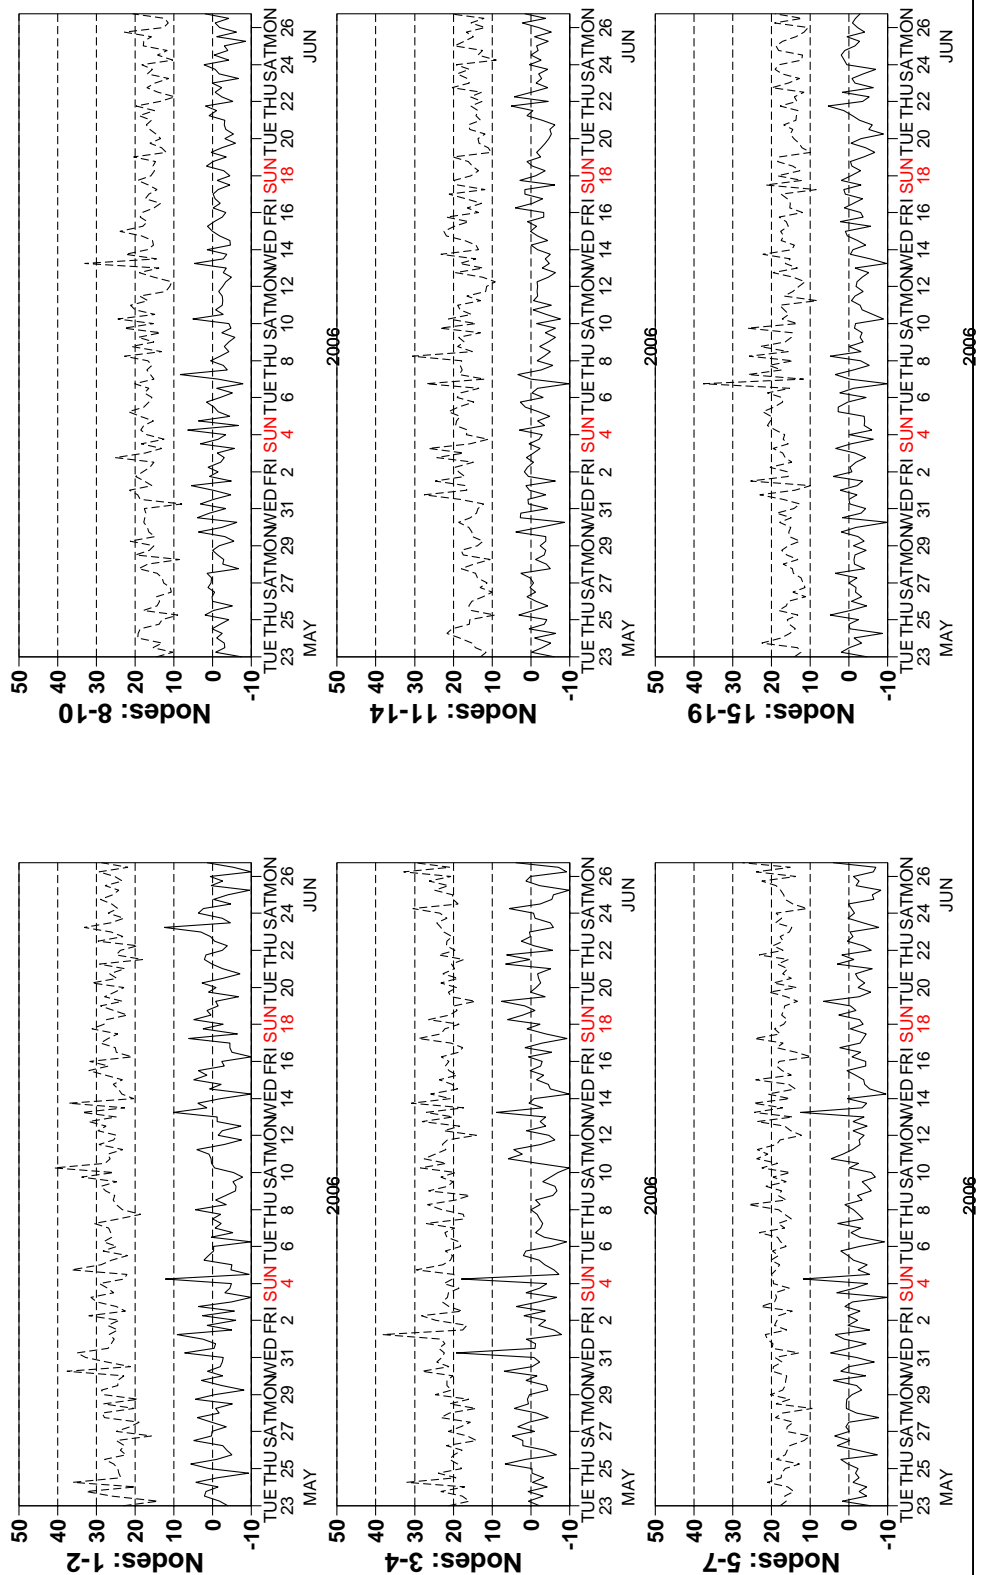 50
40
30
20
10
0
-10
Nodes: 1-2
TUE THU SAT MON WED FRI SUN TUE THU SAT MON WED FRI SUN TUE THU SAT MON
23 25 27 29 31 2 4 6 8 10 12 14 16 18 20 22 24 26
MAY JUN
2006
50
40
30
20
10
0
-10
Nodes: 3-4
TUE THU SAT MON WED FRI SUN TUE THU SAT MON WED FRI SUN TUE THU SAT MON
23 25 27 29 31 2 4 6 8 10 12 14 16 18 20 22 24 26
MAY JUN
2006
50
40
30
20
10
0
-10
Nodes: 5-7
TUE THU SAT MON WED FRI SUN TUE THU SAT MON WED FRI SUN TUE THU SAT MON
23 25 27 29 31 2 4 6 8 10 12 14 16 18 20 22 24 26
MAY JUN
2006
50
40
30
20
10
0
-10
Nodes: 8-10
TUE THU SAT MON WED FRI SUN TUE THU SAT MON WED FRI SUN TUE THU SAT MON
23 25 27 29 31 2 4 6 8 10 12 14 16 18 20 22 24 26
MAY JUN
2006
50
40
30
20
10
0
-10
Nodes: 11-14
TUE THU SAT MON WED FRI SUN TUE THU SAT MON WED FRI SUN TUE THU SAT MON
23 25 27 29 31 2 4 6 8 10 12 14 16 18 20 22 24 26
MAY JUN
2006
50
40
30
20
10
0
-10
Nodes: 15-19
TUE THU SAT MON WED FRI SUN TUE THU SAT MON WED FRI SUN TUE THU SAT MON
23 25 27 29 31 2 4 6 8 10 12 14 16 18 20 22 24 26
MAY JUN
2006